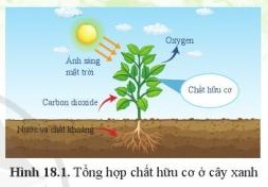 Oxygen
Ánh sáng
mặt trời
Chất hữu cơ
Carbon dioxide
Nước và chất khoáng
Hình 18.1. Tổng hợp chất hữu cơ ở cây xanh